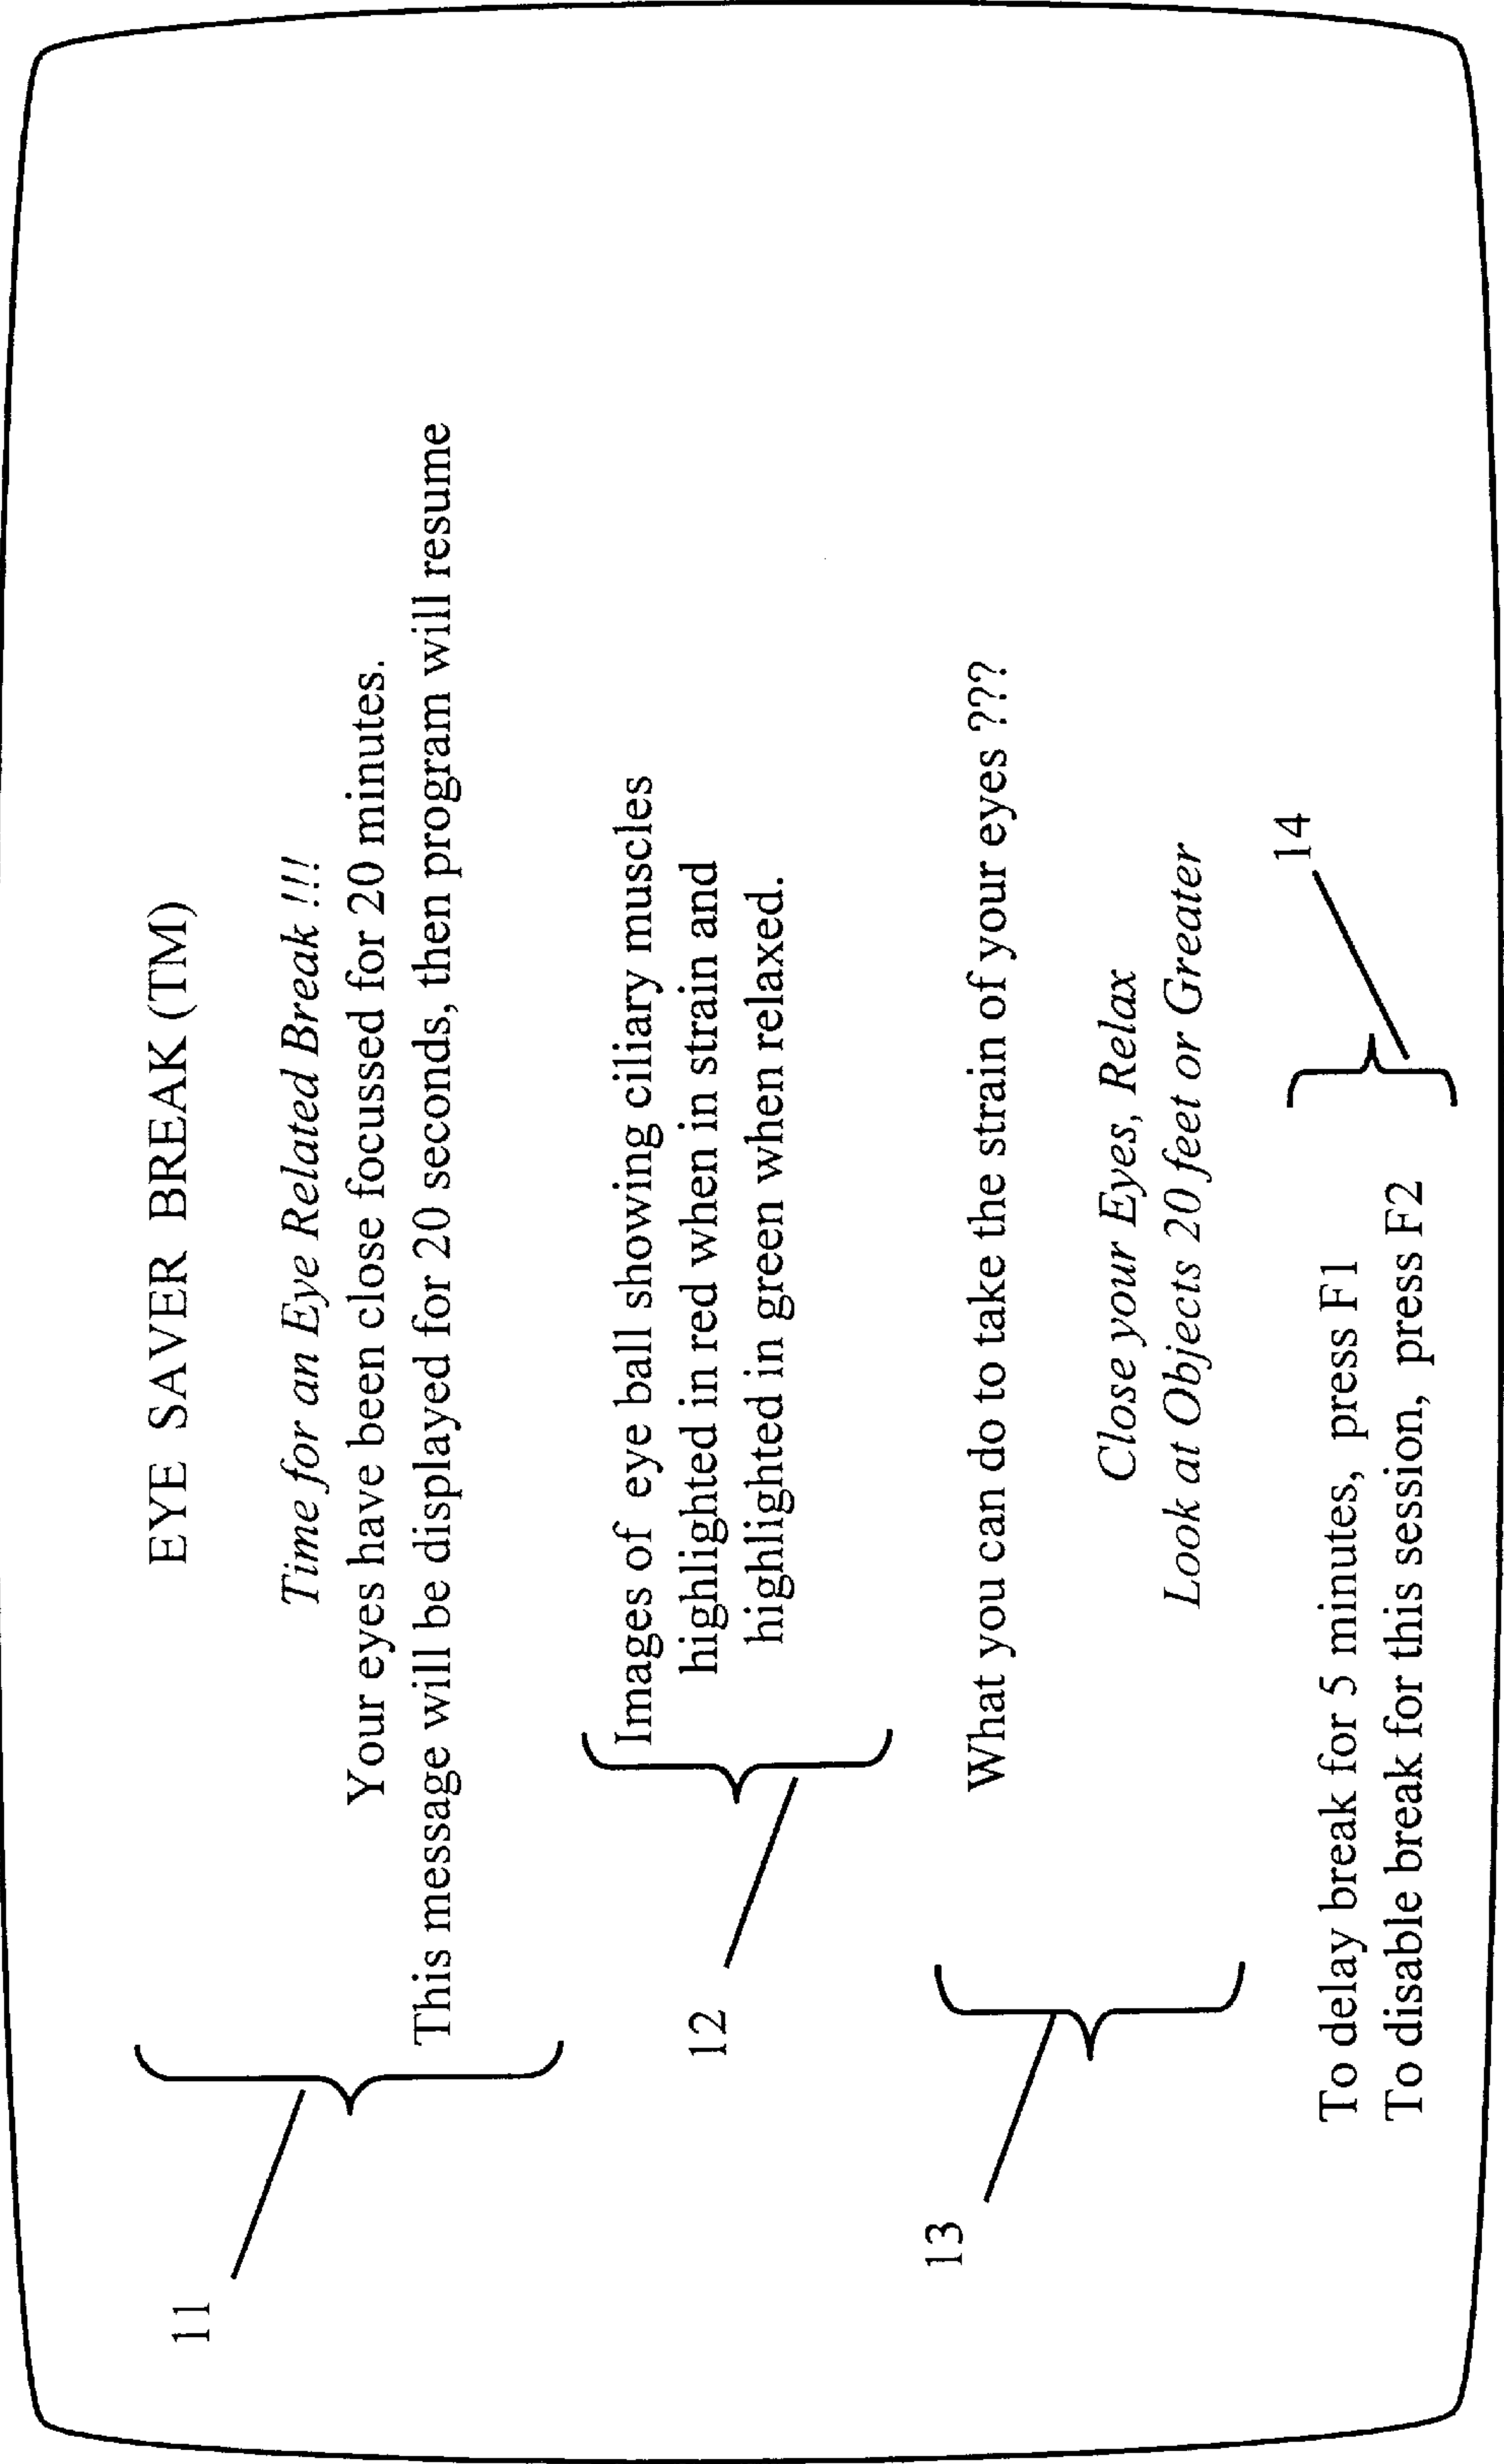 EYE SAVER BREAK (TM)
Time for an Eye Related Break !!!
Your eyes have been close focussed for 20 minutes.
This message will be displayed for 20 seconds, then program will resume
11
Images of eye ball showing ciliary muscles
highlighted in red when in strain and
highlighted in green when relaxed.
12
What you can do to take the strain of your eyes ???
Close your Eyes, Relax
Look at Objects 20 feet or Greater
13
To delay break for 5 minutes, press F1
To disable break for this session, press F2
14